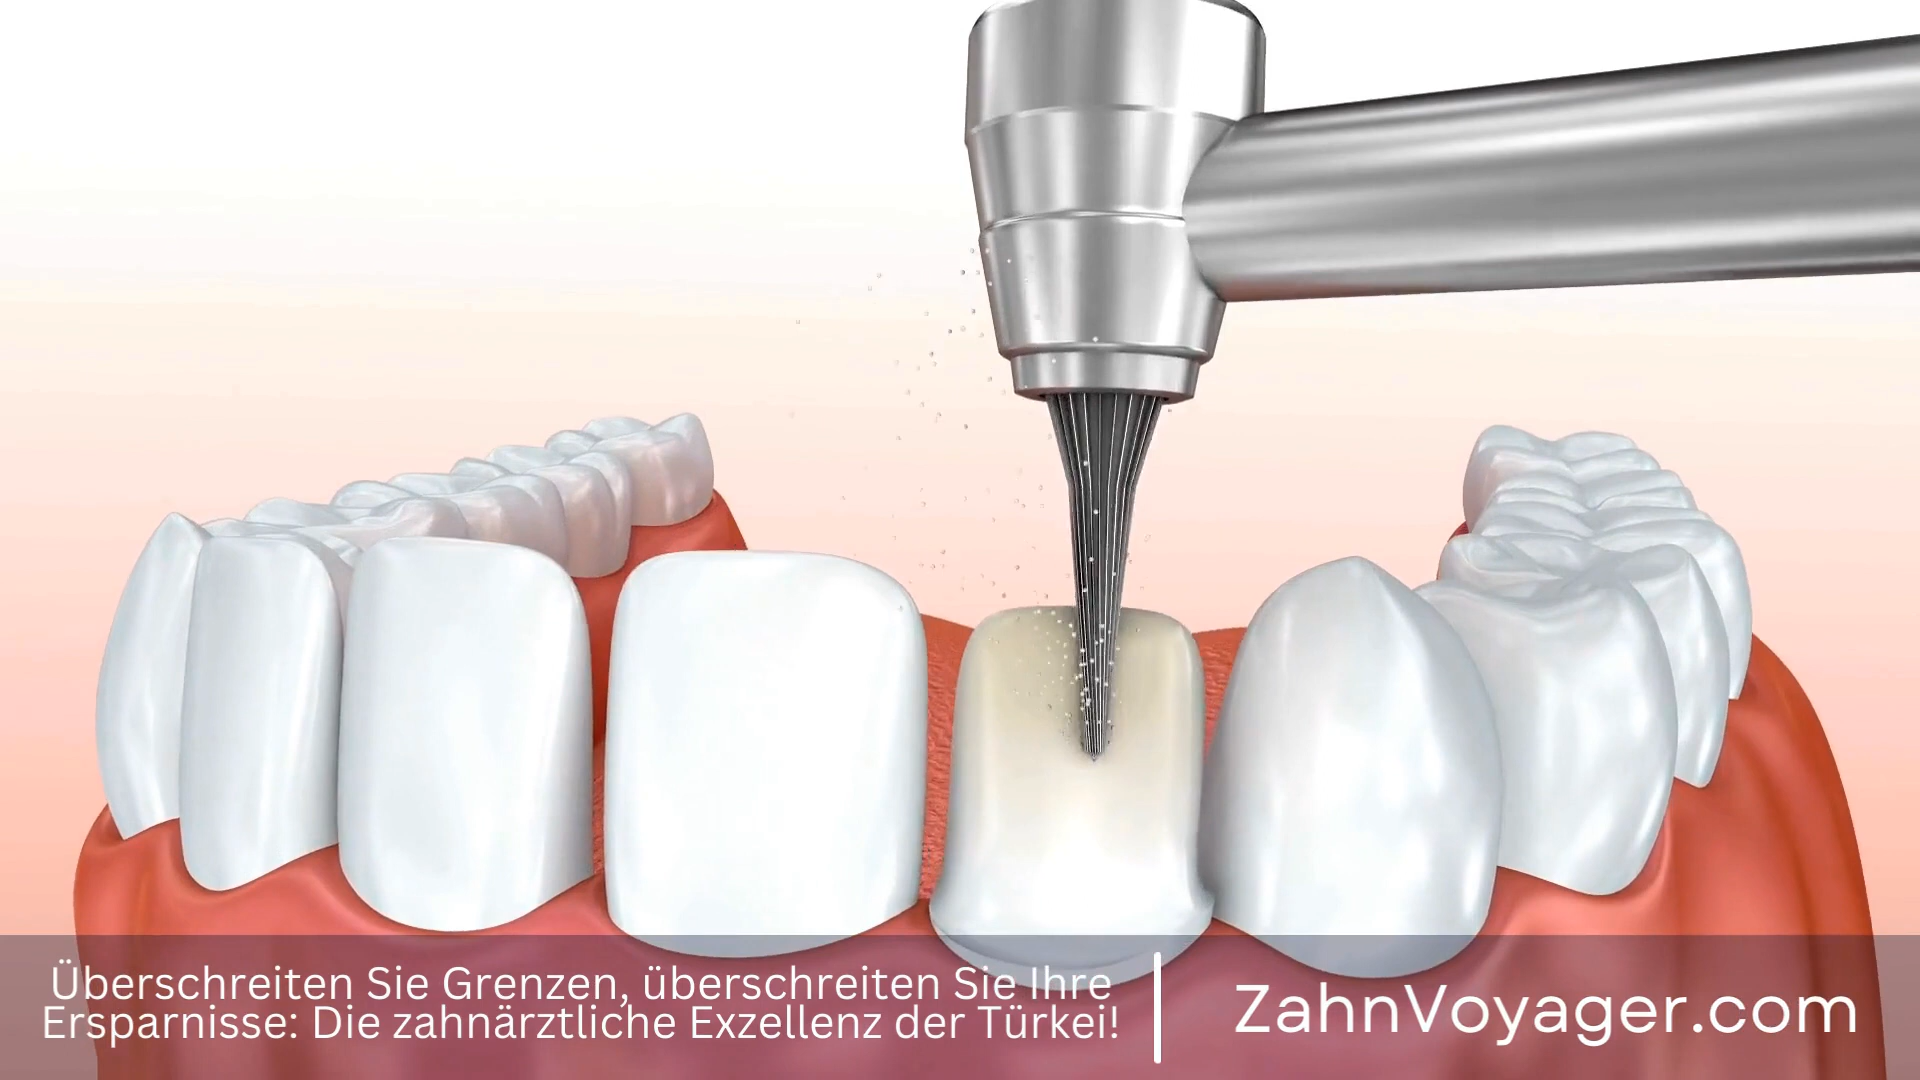 Überschreiten Sie Grenzen, überschreiten Sie Ihre
Ersparnisse: Die zahnärztliche Exzellenz der Türkei!
ZahnVoyager.com